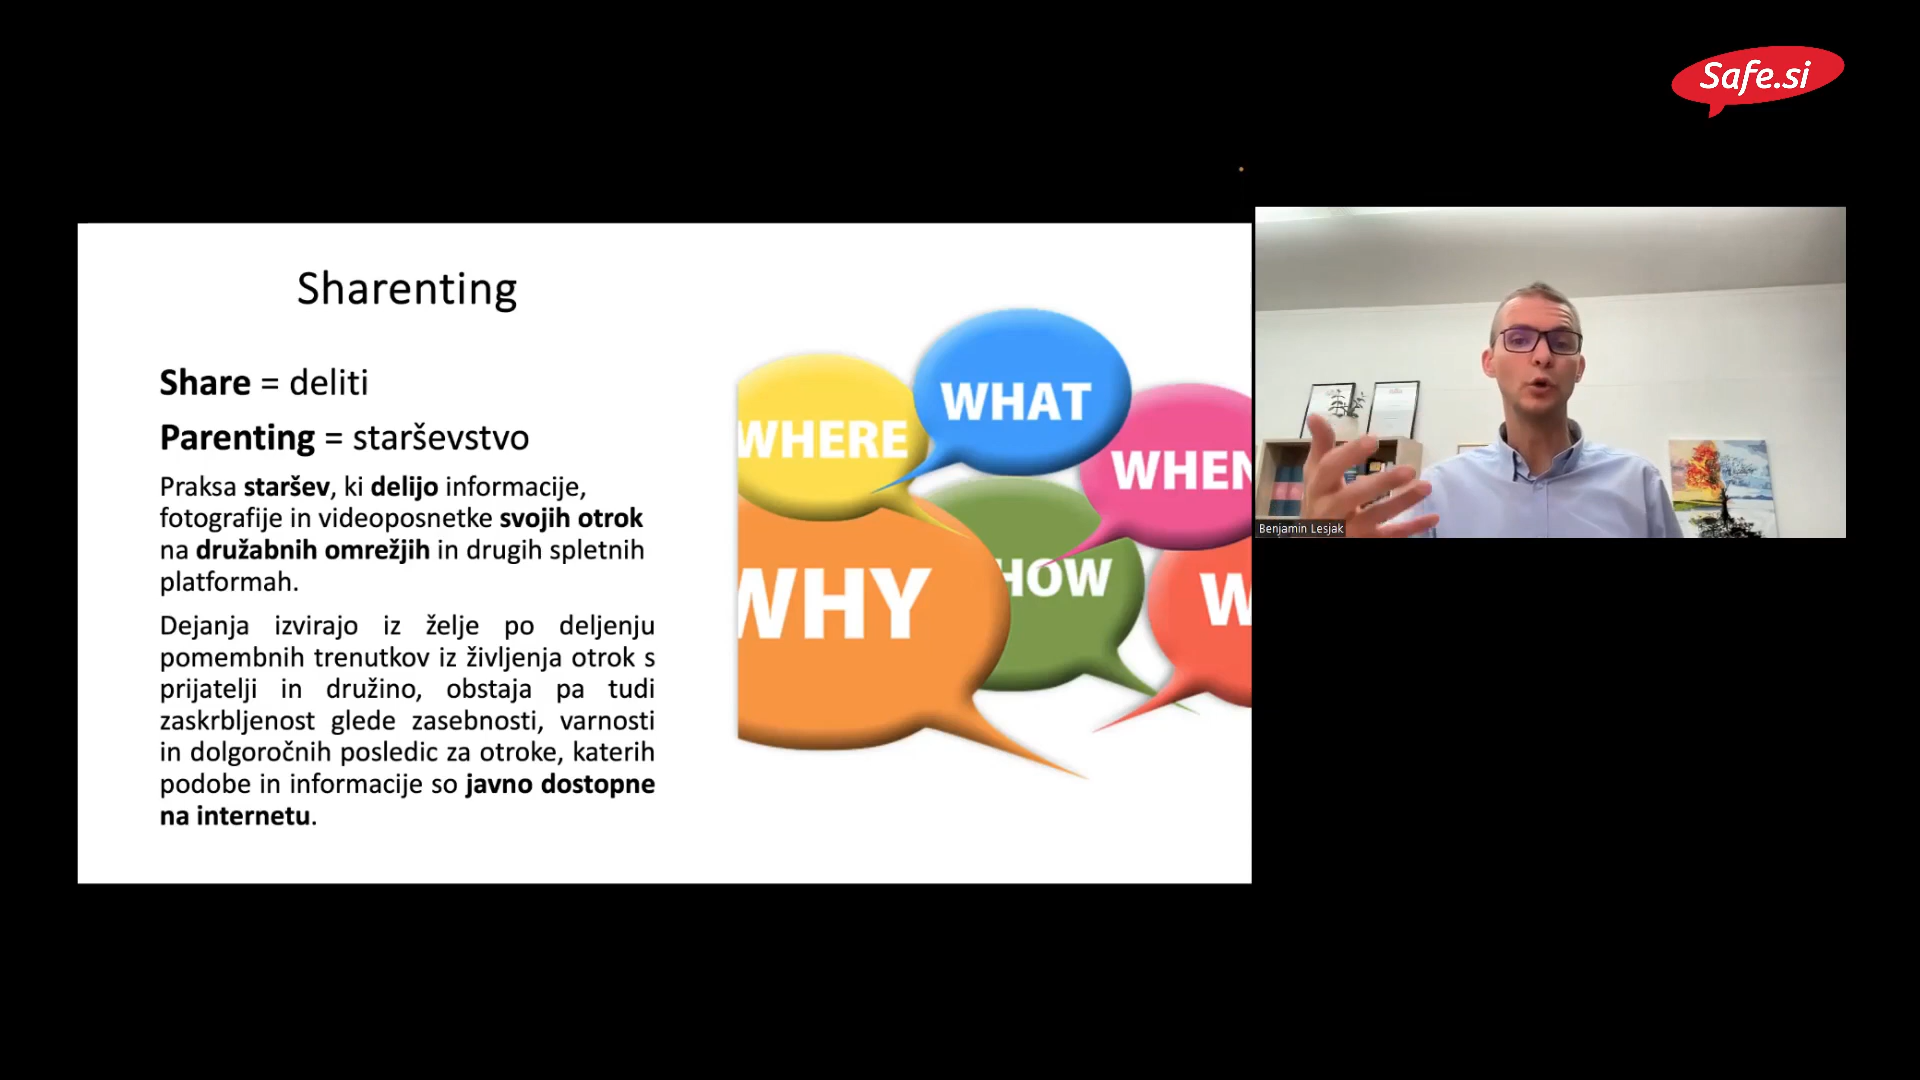 Safe.si
Sharenting
Share = deliti
Parenting = starševstvo
Praksa staršev, ki delijo informacije,
fotografije in videoposnetke svojih otrok
na družabnih omrežjih in drugih spletnih
platformah.
Dejanja izvirajo iz želje po deljenju
pomembnih trenutkov iz življenja otrok s
prijatelji in družino, obstaja pa tudi
zaskrbljenost glede zasebnosti, varnosti
in dolgoročnih posledic za otroke, katerih
podobe in informacije so javno dostopne
na internetu.
WHAT
WHERE
WHEN
HOW
WHY
W
Benjamin Lesjak